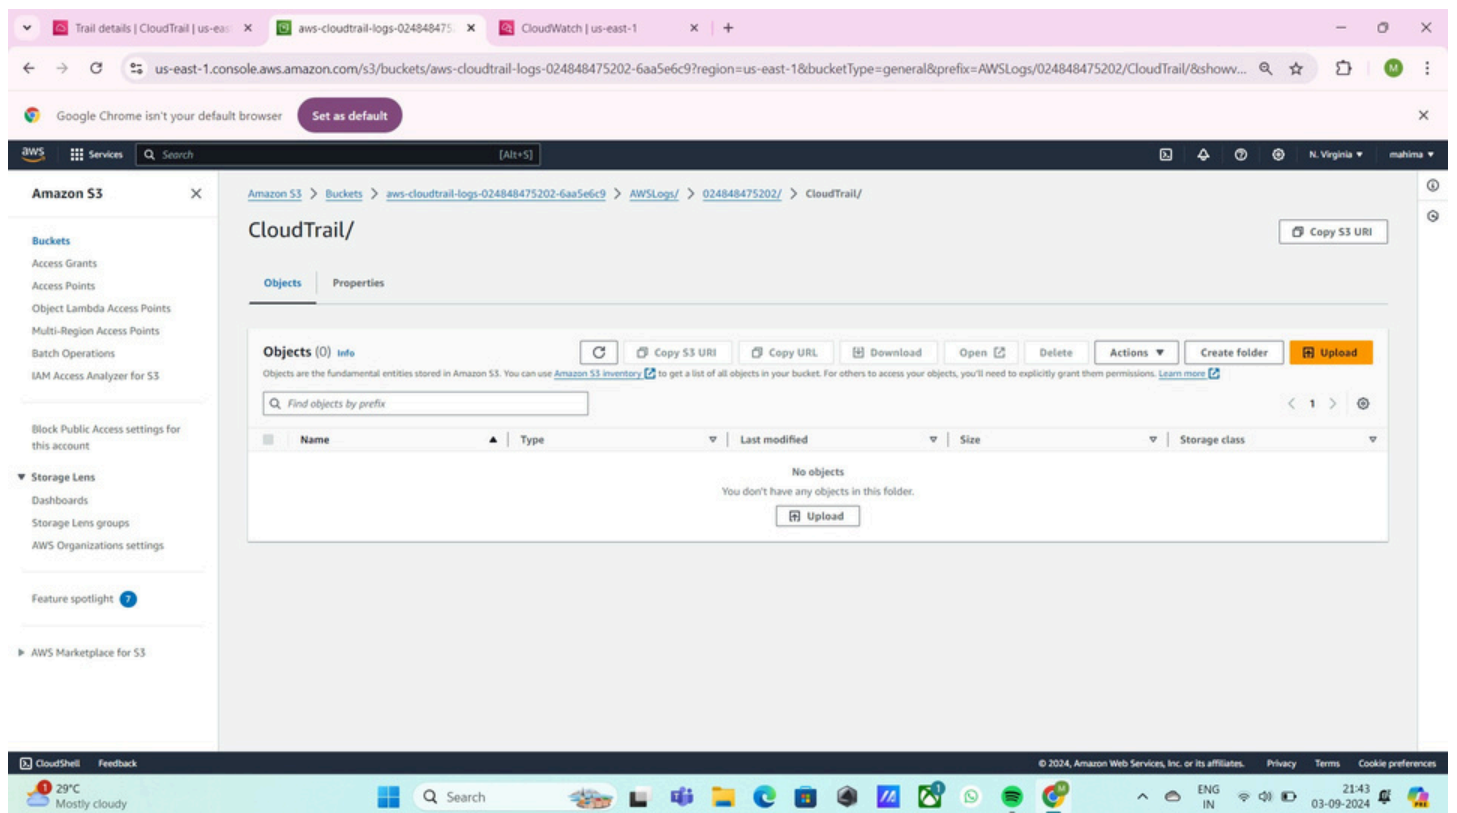 Trail details | CloudTrail | us-eas
aws-cloudtrail-logs-024848475
CloudWatch | us-east-1
us-east-1.console.aws.amazon.com/s3/buckets/aws-cloudtrail-logs-024848475202-6aa5e6c9?region=us-east-1&bucketType=general&prefix=AWSLogs/024848475202/CloudTrail/&showv...
M
Google Chrome isn't your default browser
Set as default
aws
Services
Search
[Alt+S]
N. Virginia
mahima
Amazon S3
Buckets
Access Grants
Access Points
Object Lambda Access Points
Multi-Region Access Points
Batch Operations
IAM Access Analyzer for S3
Block Public Access settings for
this account
Storage Lens
Dashboards
Storage Lens groups
AWS Organizations settings
Feature spotlight 7
AWS Marketplace for S3
Amazon S3 > Buckets > aws-cloudtrail-logs-024848475202-6aa5e6c9 > AWSLogs/ > 024848475202/ > CloudTrail/
CloudTrail/
Copy S3 URI
Objects
Properties
Objects (0) Info
Copy S3 URI
Copy URL
Download
Open
Delete
Actions
Create folder
Upload
Objects are the fundamental entities stored in Amazon S3. You can use Amazon S3 inventory to get a list of all objects in your bucket. For others to access your objects, you'll need to explicitly grant them permissions. Learn more
Find objects by prefix
1
Name
Type
Last modified
Size
Storage class
No objects
You don't have any objects in this folder.
Upload
CloudShell
Feedback
© 2024, Amazon Web Services, Inc. or its affiliates.
Privacy
Terms
Cookie preferences
1
29°C
Mostly cloudy
Search
ENG
IN
21:43
03-09-2024